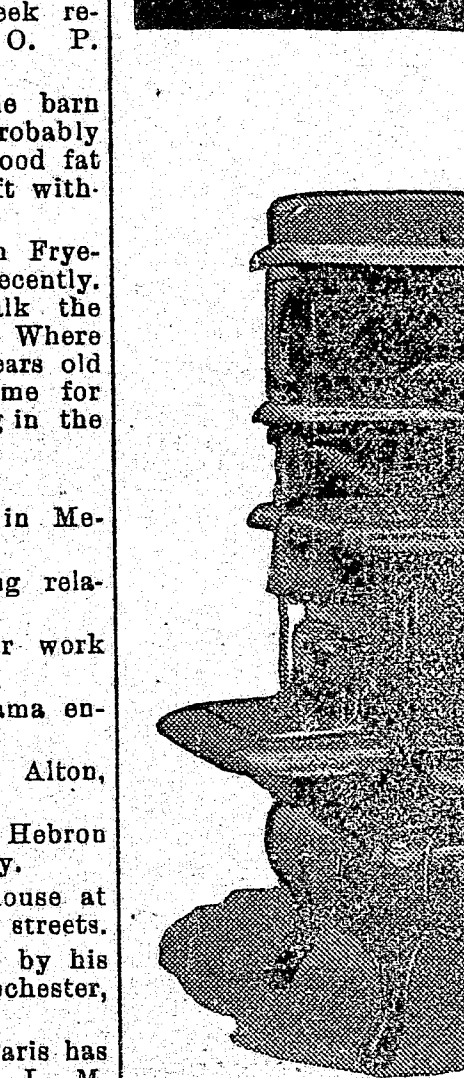 eek re-
O. P.
e barn
robably
ood fat
ft with-
n Frye-
ecently.
alk the
Where
ears old
me for
g in the
in Me-
ng rela-
r work
ama en-
Alton,
Hebron
y.
ouse at
streets.
by his
ochester,
aris has
L. M.